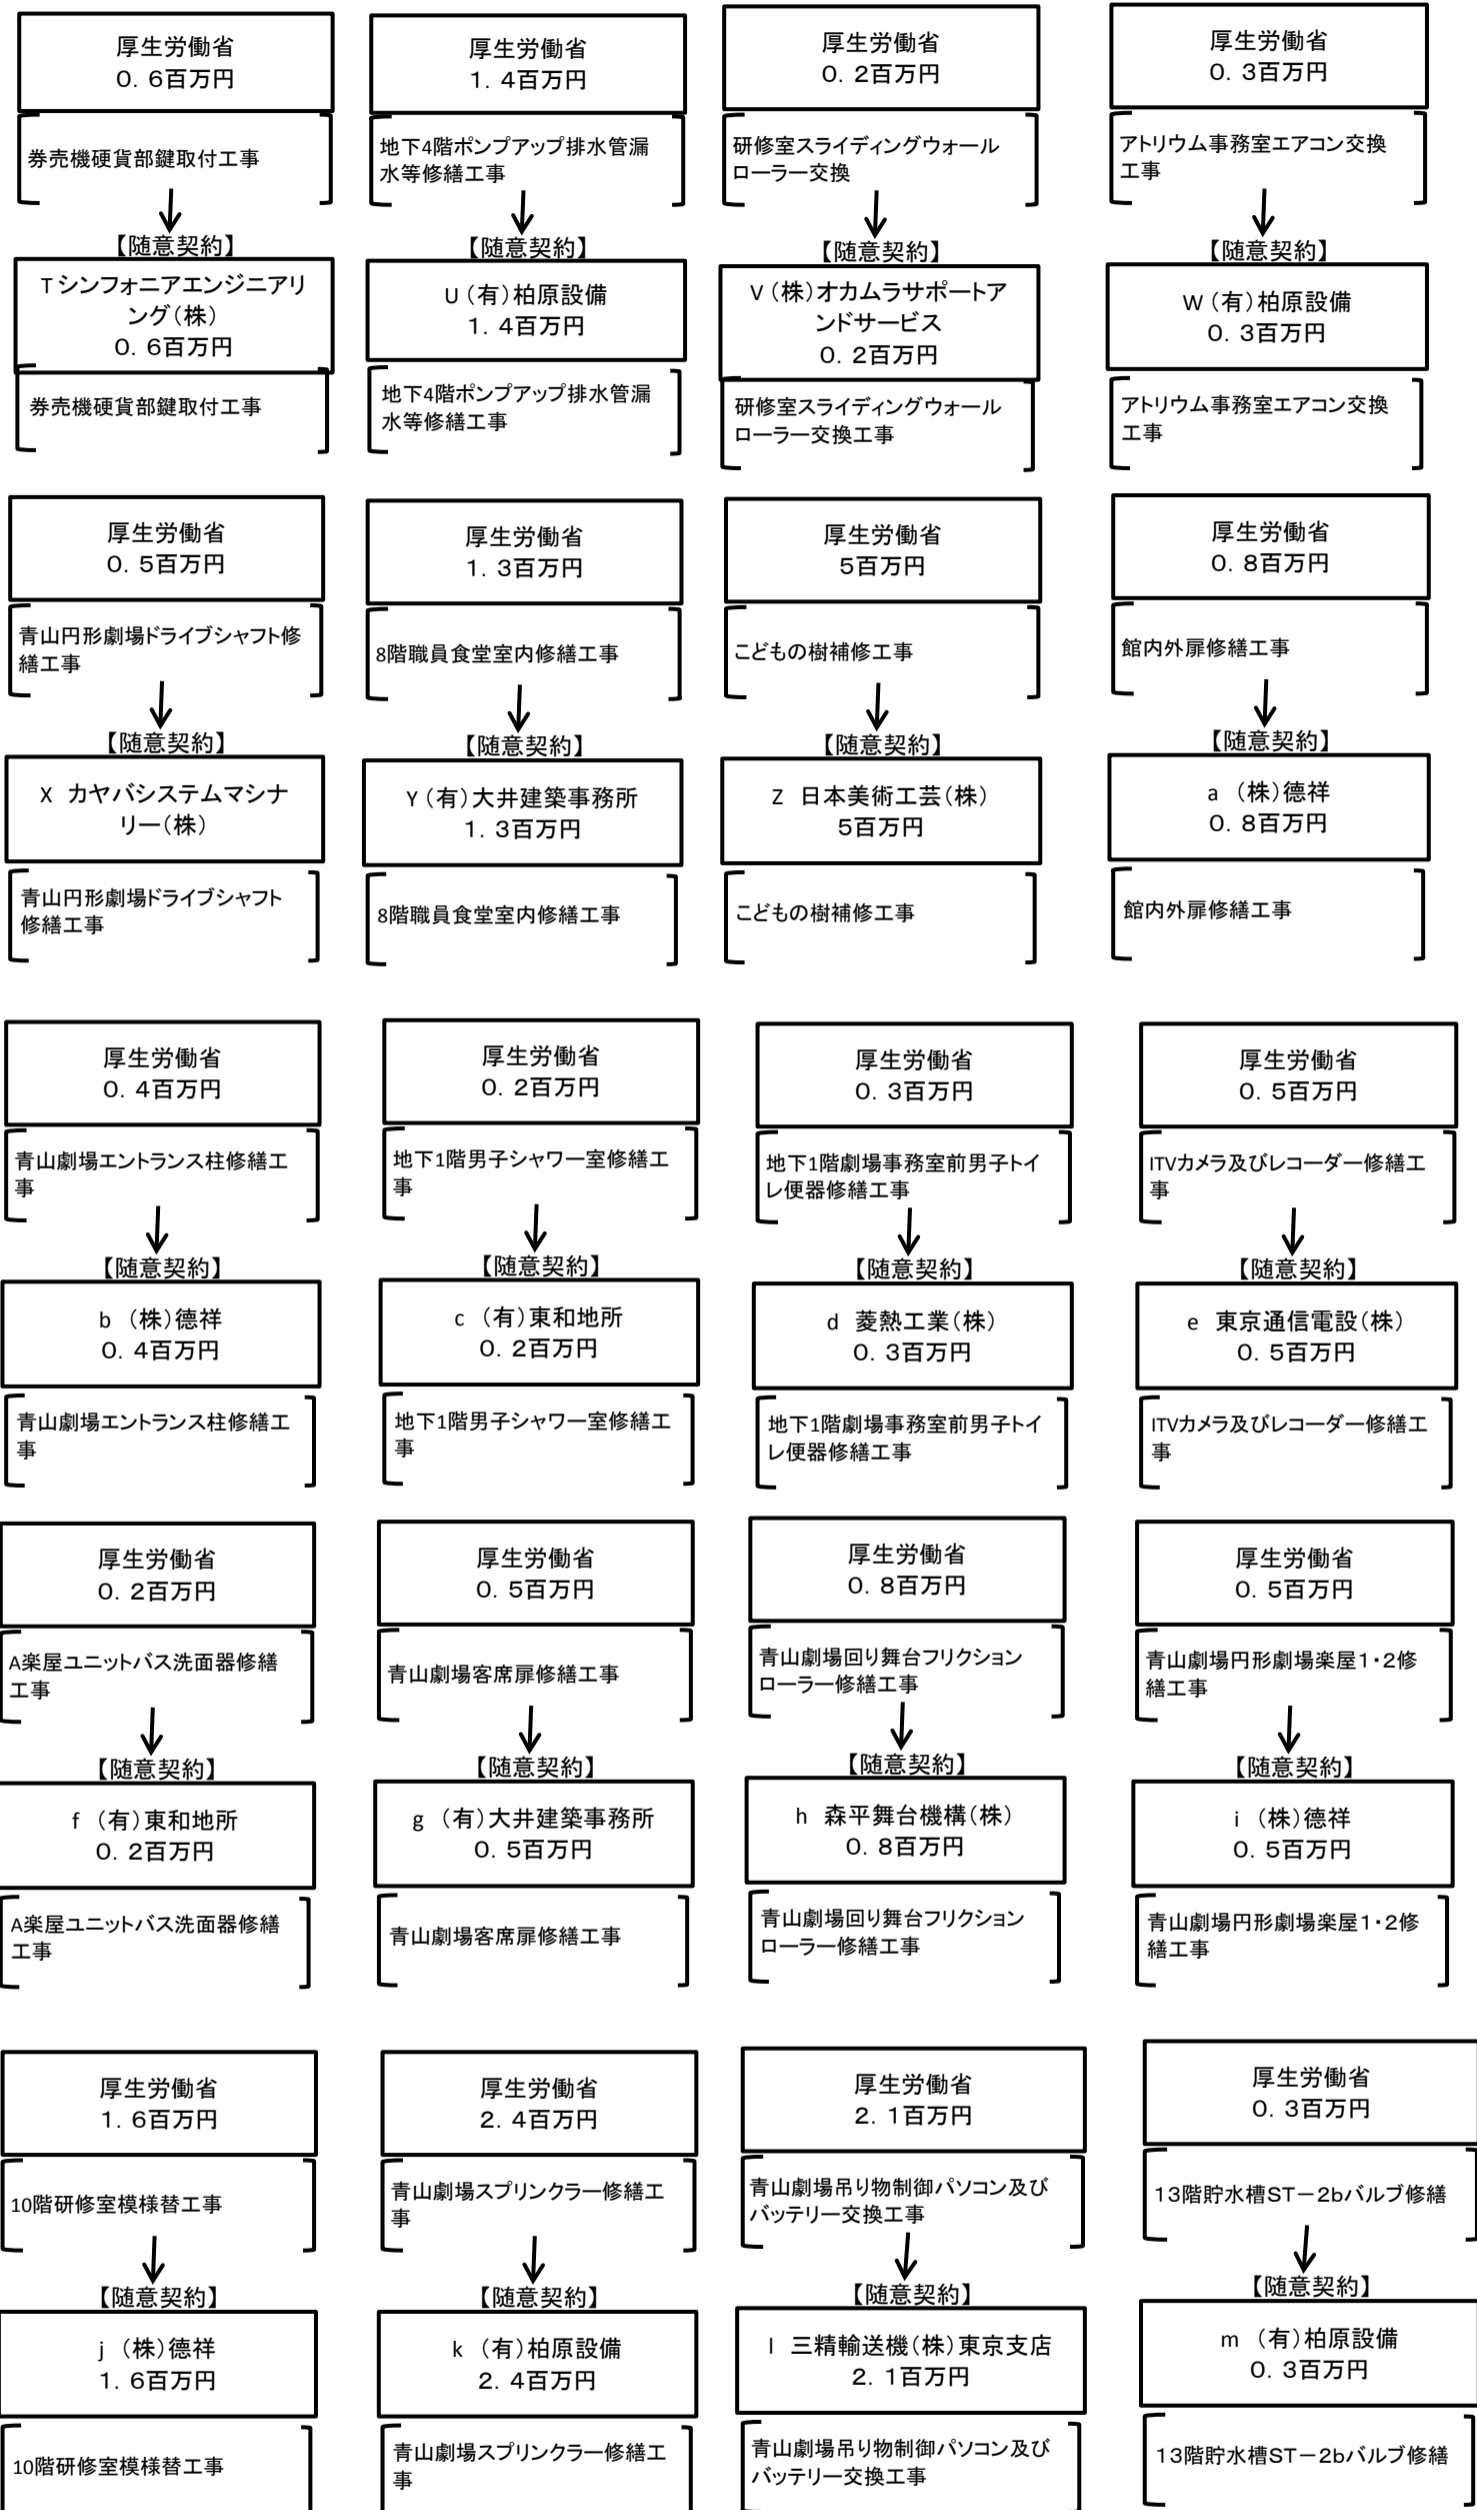 厚生労働省
０．６百万円
券売機硬貨部鍵取付工事
【随意契約】
T シンフォニアエンジニアリ
ング（株）
０．６百万円
券売機硬貨部鍵取付工事
厚生労働省
１．４百万円
地下4階ポンプアップ排水管漏
水等修繕工事
【随意契約】
U （有）柏原設備
１．４百万円
地下4階ポンプアップ排水管漏
水等修繕工事
厚生労働省
０．２百万円
研修室スライディングウォール
ローラー交換
【随意契約】
V （株）オカムラサポートア
ンドサービス
０．２百万円
研修室スライディングウォール
ローラー交換工事
厚生労働省
０．３百万円
アトリウム事務室エアコン交換
工事
【随意契約】
W （有）柏原設備
０．３百万円
アトリウム事務室エアコン交換
工事
厚生労働省
０．５百万円
青山円形劇場ドライブシャフト修
繕工事
【随意契約】
X　カヤバシステムマシナ
リー（株）
青山円形劇場ドライブシャフト
修繕工事
厚生労働省
１．３百万円
8階職員食堂室内修繕工事
【随意契約】
Y （有）大井建築事務所
１．３百万円
8階職員食堂室内修繕工事
厚生労働省
５百万円
こどもの樹補修工事
【随意契約】
Z　日本美術工芸（株）
５百万円
こどもの樹補修工事
厚生労働省
０．８百万円
館内外扉修繕工事
【随意契約】
a　（株）德祥
０．８百万円
館内外扉修繕工事
厚生労働省
０．４百万円
青山劇場エントランス柱修繕工
事
【随意契約】
b　（株）德祥
０．４百万円
青山劇場エントランス柱修繕工
事
厚生労働省
０．２百万円
地下1階男子シャワー室修繕工
事
【随意契約】
c　（有）東和地所
０．２百万円
地下1階男子シャワー室修繕工
事
厚生労働省
０．３百万円
地下1階劇場事務室前男子トイ
レ便器修繕工事
【随意契約】
d　菱熱工業（株）
０．３百万円
地下1階劇場事務室前男子トイ
レ便器修繕工事
厚生労働省
０．５百万円
ITVカメラ及びレコーダー修繕工
事
【随意契約】
e　東京通信電設（株）
０．５百万円
ITVカメラ及びレコーダー修繕工
事
厚生労働省
０．２百万円
A楽屋ユニットバス洗面器修繕
工事
【随意契約】
f　（有）東和地所
０．２百万円
A楽屋ユニットバス洗面器修繕
工事
厚生労働省
０．５百万円
青山劇場客席扉修繕工事
【随意契約】
g　（有）大井建築事務所
０．５百万円
青山劇場客席扉修繕工事
厚生労働省
０．８百万円
青山劇場回り舞台フリクション
ローラー修繕工事
【随意契約】
h　森平舞台機構（株）
０．８百万円
青山劇場回り舞台フリクション
ローラー修繕工事
厚生労働省
０．５百万円
青山劇場円形劇場楽屋１・２修
繕工事
【随意契約】
i　（株）德祥
０．５百万円
青山劇場円形劇場楽屋１・２修
繕工事
厚生労働省
１．６百万円
10階研修室模様替工事
【随意契約】
j　（株）德祥
１．６百万円
10階研修室模様替工事
厚生労働省
２．４百万円
青山劇場スプリンクラー修繕工
事
【随意契約】
k　（有）柏原設備
２．４百万円
青山劇場スプリンクラー修繕工
事
厚生労働省
２．１百万円
青山劇場吊り物制御パソコン及び
バッテリー交換工事
【随意契約】
l　三精輸送機（株）東京支店
２．１百万円
青山劇場吊り物制御パソコン及び
バッテリー交換工事
厚生労働省
０．３百万円
１３階貯水槽ST－２ｂバルブ修繕
【随意契約】
m　（有）柏原設備
０．３百万円
１３階貯水槽ST－２ｂバルブ修繕